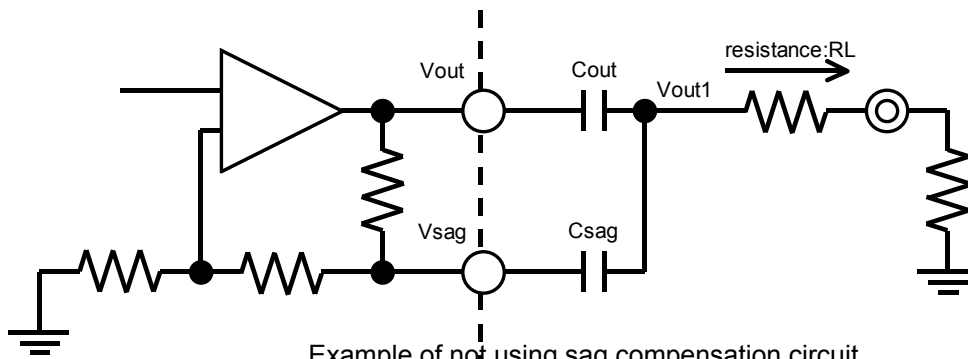 resistance:RL
Vout
Cout
Vout1
Vsag
Csag
Example of not using sag compensation circuit